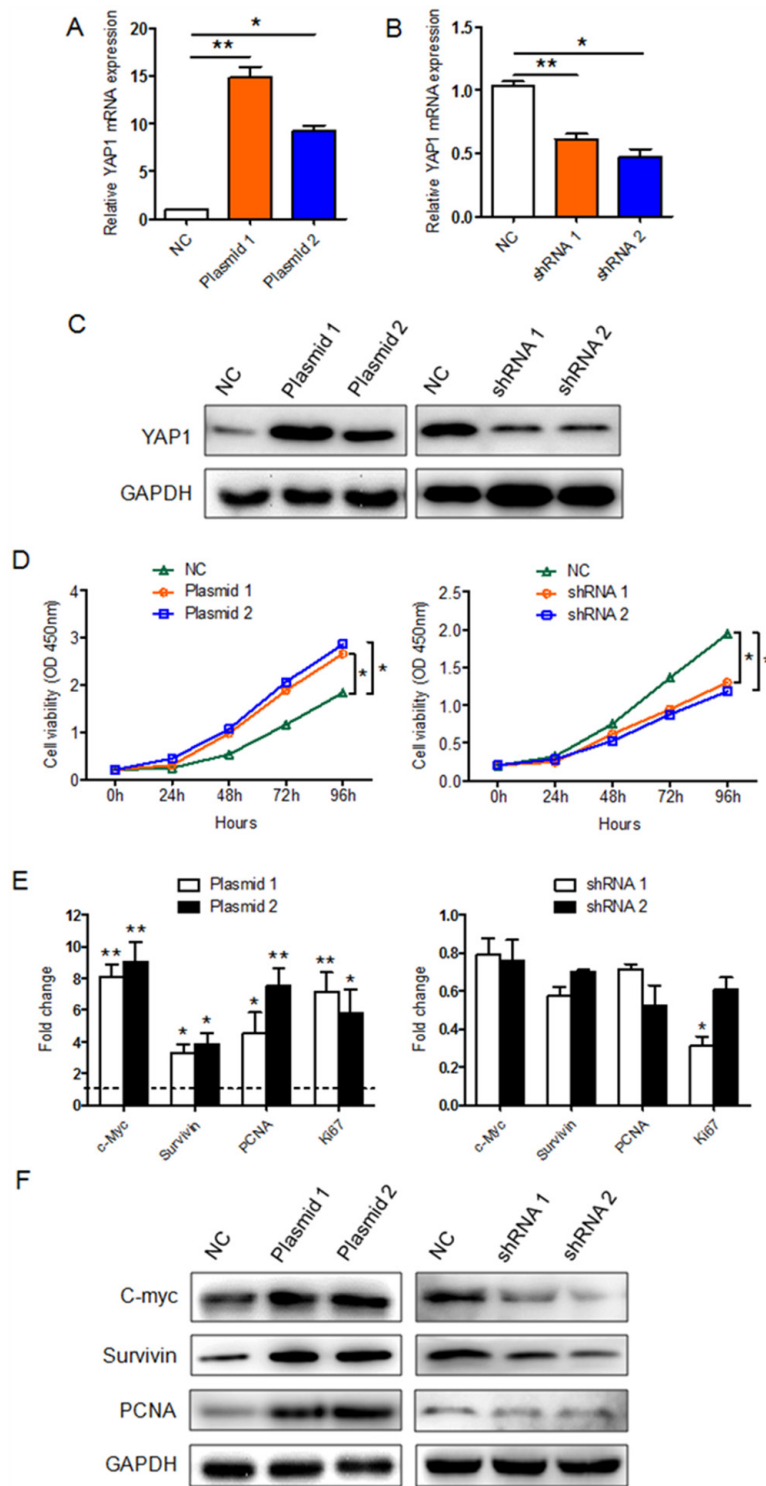 A
Relative YAP1 mRNA expression
20
15
10
5
0
*
**
NC
Plasmid 1
Plasmid 2
B
Relative YAP1 mRNA expression
1.5
1.0
0.5
0.0
*
**
NC
shRNA 1
shRNA 2
C
NC
Plasmid 1
Plasmid 2
NC
shRNA 1
shRNA 2
YAP1
GAPDH
D
NC
Plasmid 1
Plasmid 2
Cell viability (OD 450nm)
4
3
2
1
0
* *
0h 24h 48h 72h 96h
Hours
NC
shRNA 1
shRNA 2
Cell viability (OD 450nm)
2.5
2.0
1.5
1.0
0.5
0.0
* *
0h 24h 48h 72h 96h
Hours
E
Plasmid 1
Plasmid 2
Fold change
12
10
8
6
4
2
0
** ** * * * ** ** *
c-Myc
Survivin
PCNA
Ki67
shRNA 1
shRNA 2
Fold change
1.0
0.8
0.6
0.4
0.2
0.0
*
c-Myc
Survivin
PCNA
Ki67
F
NC
Plasmid 1
Plasmid 2
NC
shRNA 1
shRNA 2
C-myc
Survivin
PCNA
GAPDH